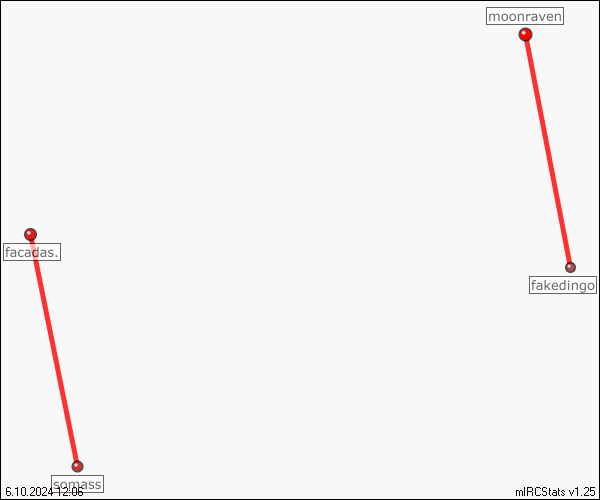 moonraven
facadas.
fakedingo
somass
6.10.2024 12:06
mIRCStats v1.25